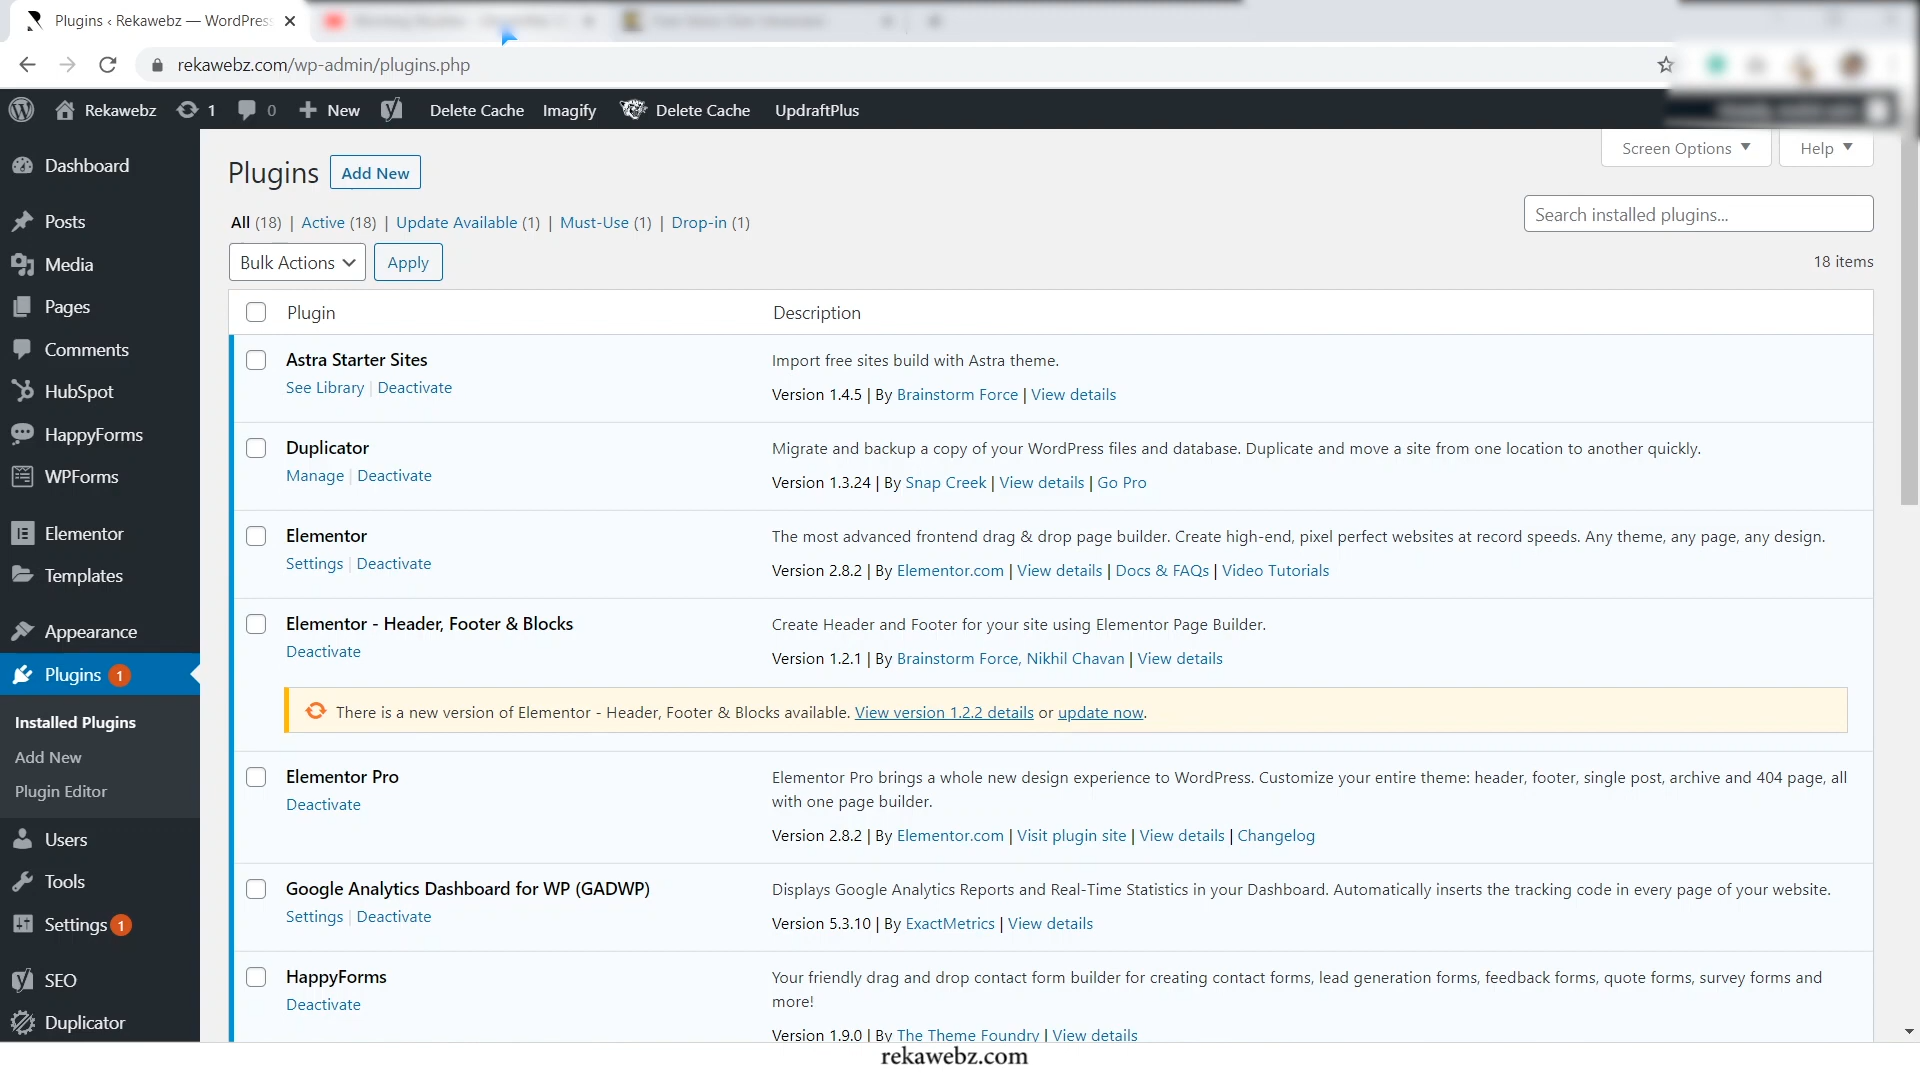 Plugins ‹ Rekawebz — WordPress
rekawebz.com/wp-admin/plugins.php
Rekawebz 1 0 New Delete Cache Imagify Delete Cache UpdraftPlus
Screen Options Help
Plugins Add New
All (18) | Active (18) | Update Available (1) | Must-Use (1) | Drop-in (1)
Search installed plugins...
Bulk Actions Apply
18 items
Dashboard
Posts
Media
Pages
Comments
HubSpot
HappyForms
WPForms
Elementor
Templates
Appearance
Plugins 1
Installed Plugins
Add New
Plugin Editor
Users
Tools
Settings 1
SEO
Duplicator
Plugin Description
Astra Starter Sites
See Library | Deactivate
Import free sites build with Astra theme.
Version 1.4.5 | By Brainstorm Force | View details
Duplicator
Manage | Deactivate
Migrate and backup a copy of your WordPress files and database. Duplicate and move a site from one location to another quickly.
Version 1.3.24 | By Snap Creek | View details | Go Pro
Elementor
Settings | Deactivate
The most advanced frontend drag & drop page builder. Create high-end, pixel perfect websites at record speeds. Any theme, any page, any design.
Version 2.8.2 | By Elementor.com | View details | Docs & FAQs | Video Tutorials
Elementor - Header, Footer & Blocks
Deactivate
Create Header and Footer for your site using Elementor Page Builder.
Version 1.2.1 | By Brainstorm Force, Nikhil Chavan | View details
There is a new version of Elementor - Header, Footer & Blocks available. View version 1.2.2 details or update now.
Elementor Pro
Deactivate
Elementor Pro brings a whole new design experience to WordPress. Customize your entire theme: header, footer, single post, archive and 404 page, all
with one page builder.
Version 2.8.2 | By Elementor.com | Visit plugin site | View details | Changelog
Google Analytics Dashboard for WP (GADWP)
Settings | Deactivate
Displays Google Analytics Reports and Real-Time Statistics in your Dashboard. Automatically inserts the tracking code in every page of your website.
Version 5.3.10 | By ExactMetrics | View details
HappyForms
Deactivate
Your friendly drag and drop contact form builder for creating contact forms, lead generation forms, feedback forms, quote forms, survey forms and
more!
Version 1.9.0 | By The Theme Foundry | View details
rekawebz.com